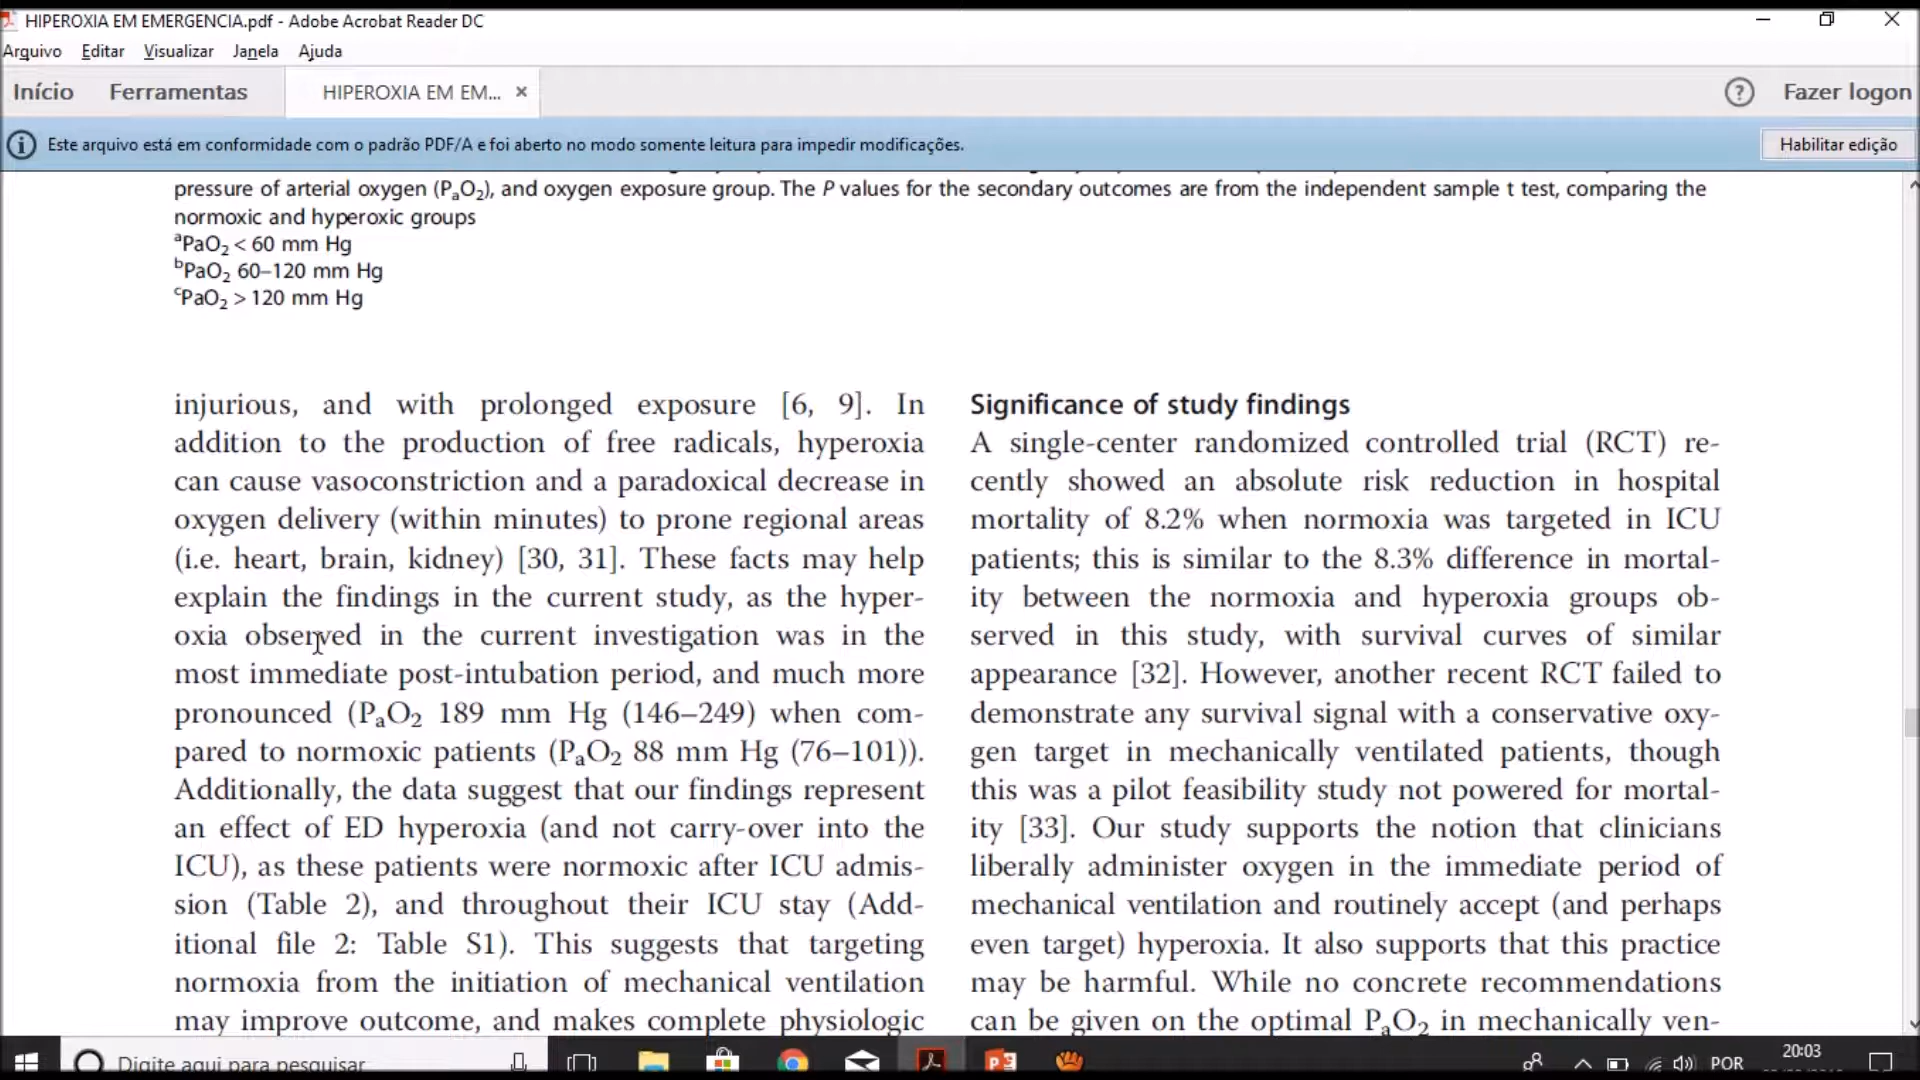 HIPEROXIA EM EMERGENCIA.pdf - Adobe Acrobat Reader DC
Arquivo Editar Visualizar Janela Ajuda
Início Ferramentas HIPEROXIA EM EM... × ? Fazer logon
Este arquivo está em conformidade com o padrão PDF/A e foi aberto no modo somente leitura para impedir modificações. Habilitar edição
pressure of arterial oxygen (PaO2), and oxygen exposure group. The P values for the secondary outcomes are from the independent sample t test, comparing the
normoxic and hyperoxic groups
aPaO2 < 60 mm Hg
bPaO2 60–120 mm Hg
cPaO2 > 120 mm Hg
injurious, and with prolonged exposure [6, 9]. In
addition to the production of free radicals, hyperoxia
can cause vasoconstriction and a paradoxical decrease in
oxygen delivery (within minutes) to prone regional areas
(i.e. heart, brain, kidney) [30, 31]. These facts may help
explain the findings in the current study, as the hyper-
oxia observed in the current investigation was in the
most immediate post-intubation period, and much more
pronounced (PaO2 189 mm Hg (146–249) when com-
pared to normoxic patients (PaO2 88 mm Hg (76–101)).
Additionally, the data suggest that our findings represent
an effect of ED hyperoxia (and not carry-over into the
ICU), as these patients were normoxic after ICU admis-
sion (Table 2), and throughout their ICU stay (Add-
itional file 2: Table S1). This suggests that targeting
normoxia from the initiation of mechanical ventilation
may improve outcome, and makes complete physiologic
Significance of study findings
A single-center randomized controlled trial (RCT) re-
cently showed an absolute risk reduction in hospital
mortality of 8.2% when normoxia was targeted in ICU
patients; this is similar to the 8.3% difference in mortal-
ity between the normoxia and hyperoxia groups ob-
served in this study, with survival curves of similar
appearance [32]. However, another recent RCT failed to
demonstrate any survival signal with a conservative oxy-
gen target in mechanically ventilated patients, though
this was a pilot feasibility study not powered for mortal-
ity [33]. Our study supports the notion that clinicians
liberally administer oxygen in the immediate period of
mechanical ventilation and routinely accept (and perhaps
even target) hyperoxia. It also supports that this practice
may be harmful. While no concrete recommendations
can be given on the optimal PaO2 in mechanically ven-
Digite aqui para pesquisar
POR 20:03